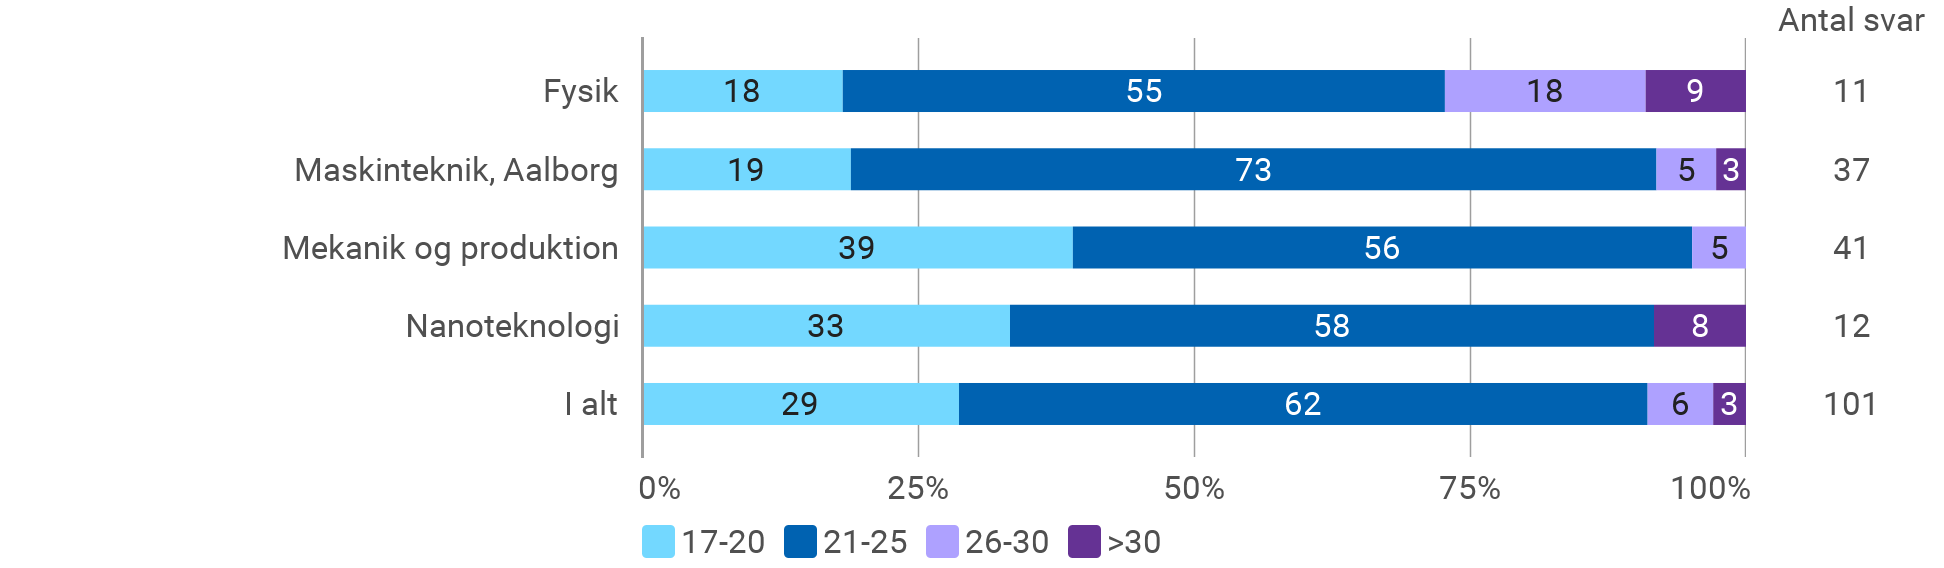 Antal svar
Fysik 18 55 18 9 11
Maskinteknik, Aalborg 19 73 5 3 37
Mekanik og produktion 39 56 5 41
Nanoteknologi 33 58 8 12
I alt 29 62 6 3 101
0% 25% 50% 75% 100%
17-20 21-25 26-30 >30